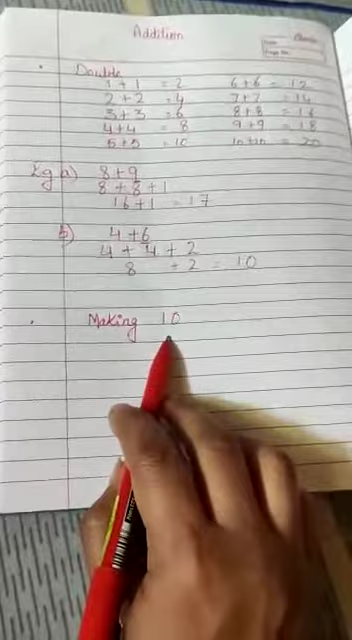 Addition
Double
1+1 = 2 6+6 = 12
2+2 = 4 7+7 = 14
3+3 = 6 8+8 = 16
4+4 = 8 9+9 = 18
5+5 = 10 10+10 = 20
Eg a) 8+9
8+8+1
16+1 = 17
b) 4+6
4+4+2
8 +2 = 10
Making 10